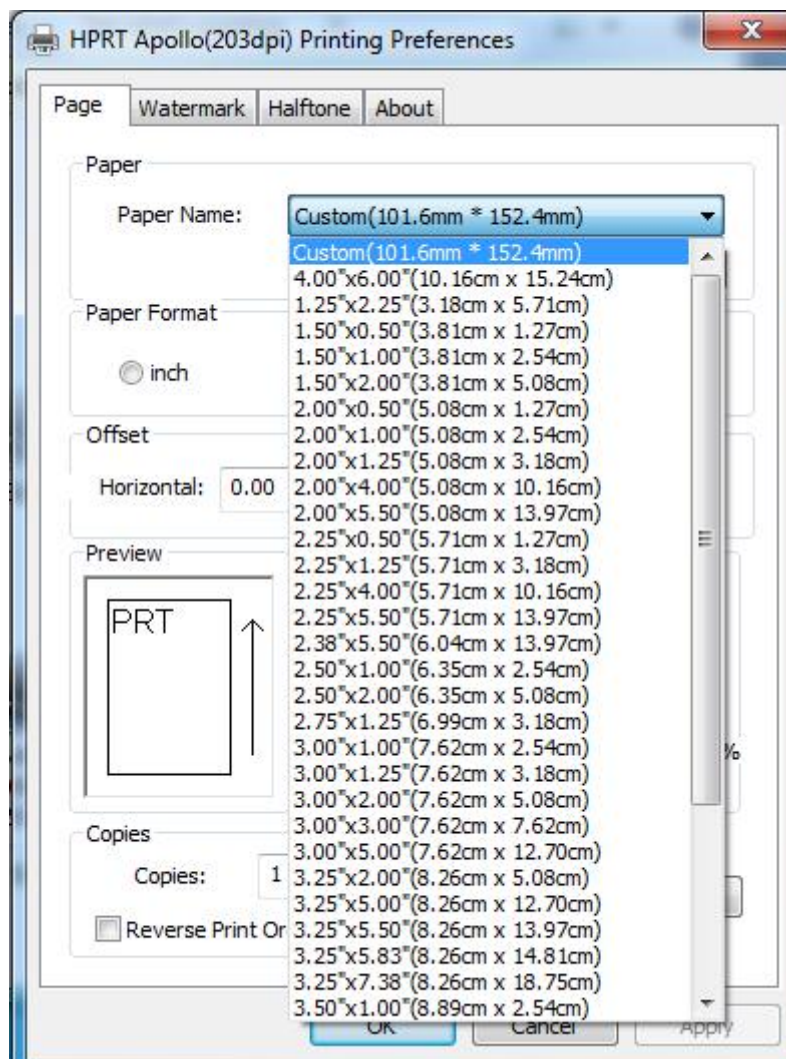 HPRT Apollo(203dpi) Printing Preferences
Page Watermark Halftone About
Paper
Paper Name: Custom(101.6mm * 152.4mm)
Custom(101.6mm * 152.4mm)
4.00"x6.00"(10.16cm x 15.24cm)
1.25"x2.25"(3.18cm x 5.71cm)
1.50"x0.50"(3.81cm x 1.27cm)
1.50"x1.00"(3.81cm x 2.54cm)
1.50"x2.00"(3.81cm x 5.08cm)
2.00"x0.50"(5.08cm x 1.27cm)
2.00"x1.00"(5.08cm x 2.54cm)
2.00"x1.25"(5.08cm x 3.18cm)
2.00"x4.00"(5.08cm x 10.16cm)
2.00"x5.50"(5.08cm x 13.97cm)
2.25"x0.50"(5.71cm x 1.27cm)
2.25"x1.25"(5.71cm x 3.18cm)
2.25"x4.00"(5.71cm x 10.16cm)
2.25"x5.50"(5.71cm x 13.97cm)
2.38"x5.50"(6.04cm x 13.97cm)
2.50"x1.00"(6.35cm x 2.54cm)
2.50"x2.00"(6.35cm x 5.08cm)
2.75"x1.25"(6.99cm x 3.18cm)
3.00"x1.00"(7.62cm x 2.54cm)
3.00"x1.25"(7.62cm x 3.18cm)
3.00"x2.00"(7.62cm x 5.08cm)
3.00"x3.00"(7.62cm x 7.62cm)
3.00"x5.00"(7.62cm x 12.70cm)
3.25"x2.00"(8.26cm x 5.08cm)
3.25"x5.00"(8.26cm x 12.70cm)
3.25"x5.50"(8.26cm x 13.97cm)
3.25"x5.83"(8.26cm x 14.81cm)
3.25"x7.38"(8.26cm x 18.75cm)
3.50"x1.00"(8.89cm x 2.54cm)
Paper Format
inch
Offset
Horizontal: 0.00
Preview
PRT
%
Copies
Copies: 1
Reverse Print Or
OK Cancel Apply